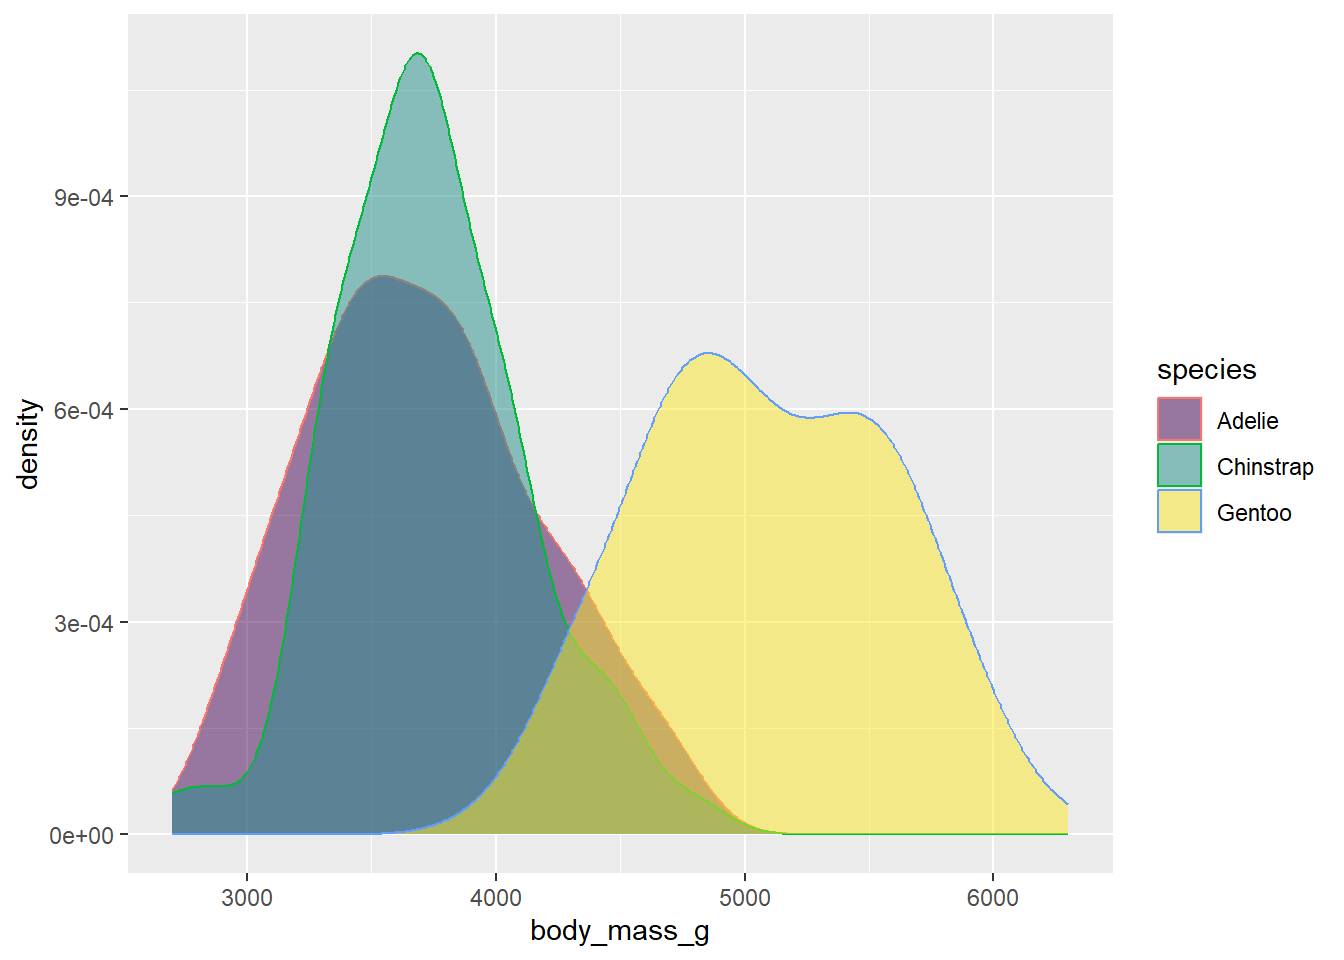 9e-04
6e-04
3e-04
0e+00
density
3000 4000 5000 6000
body_mass_g
species
Adelie
Chinstrap
Gentoo